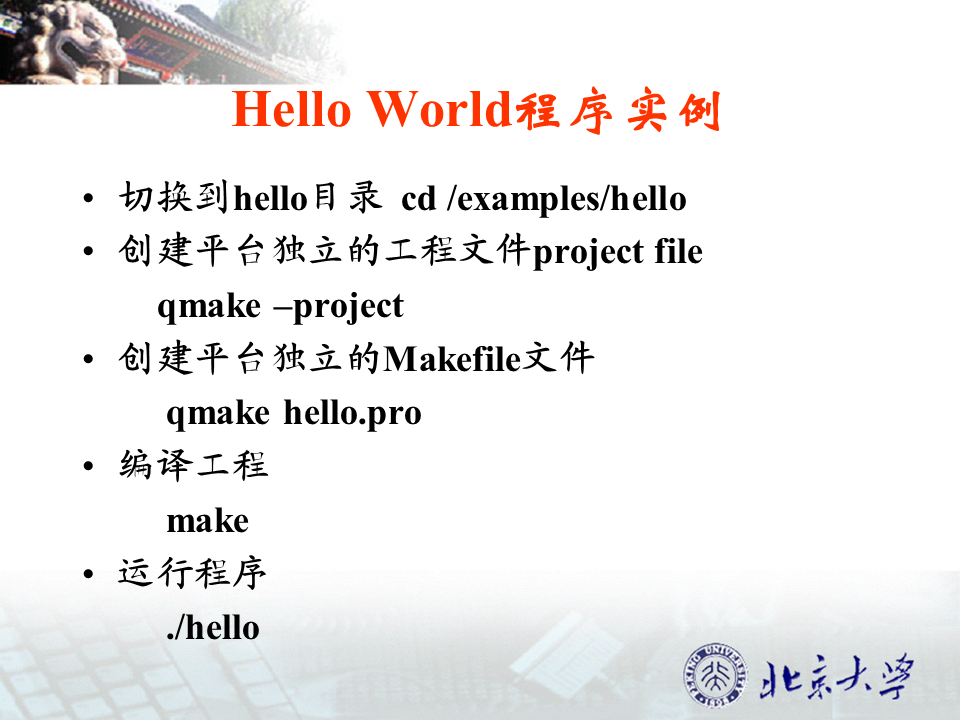 Hello World程序实例
• 切换到hello目录 cd /examples/hello
• 创建平台独立的工程文件project file
qmake –project
• 创建平台独立的Makefile文件
qmake hello.pro
• 编译工程
make
• 运行程序
./hello
PEKING UNIVERSITY
1898
北京大学